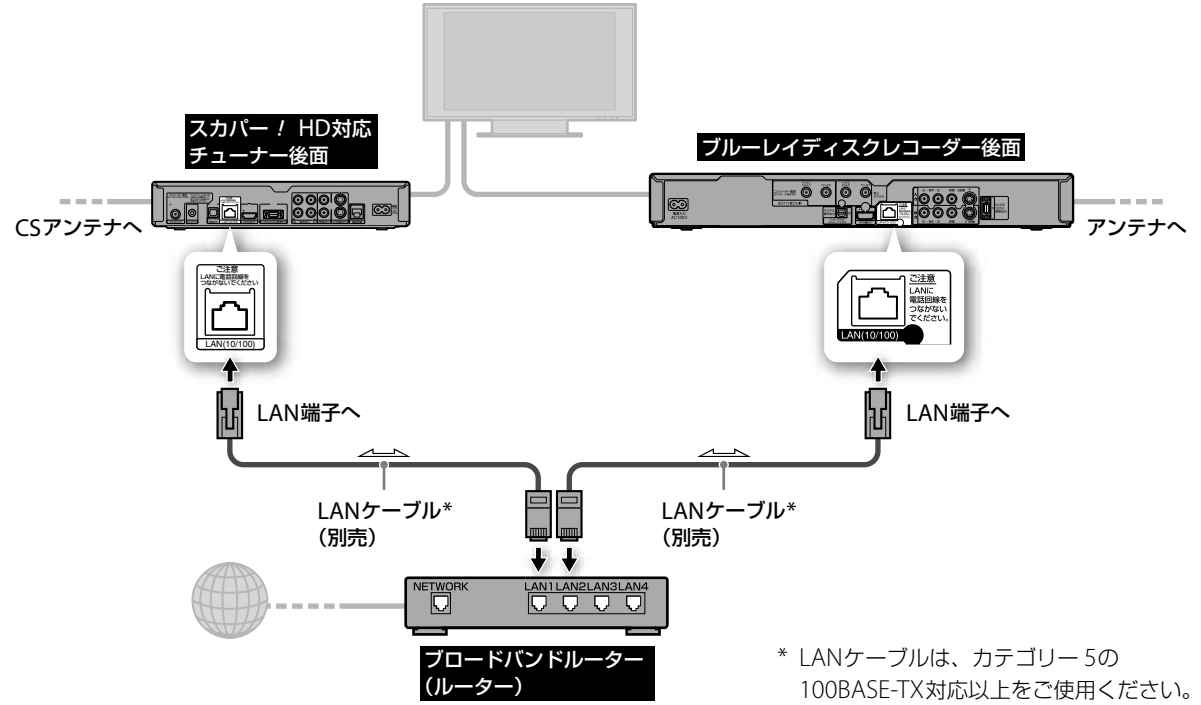 スカパー！ HD対応
チューナー後面
ブルーレイディスクレコーダー後面
CSアンテナへ
アンテナへ
ご注意
LANに電話回線を
つながないでください
LAN(10/100)
ご注意
LANに
電話回線を
つながない
でください。
LAN(10/100)
LAN端子へ
LAN端子へ
LANケーブル*
（別売）
LANケーブル*
（別売）
NETWORK
LAN1 LAN2 LAN3 LAN4
ブロードバンドルーター
（ルーター）
* LANケーブルは、カテゴリー 5の
100BASE-TX対応以上をご使用ください。